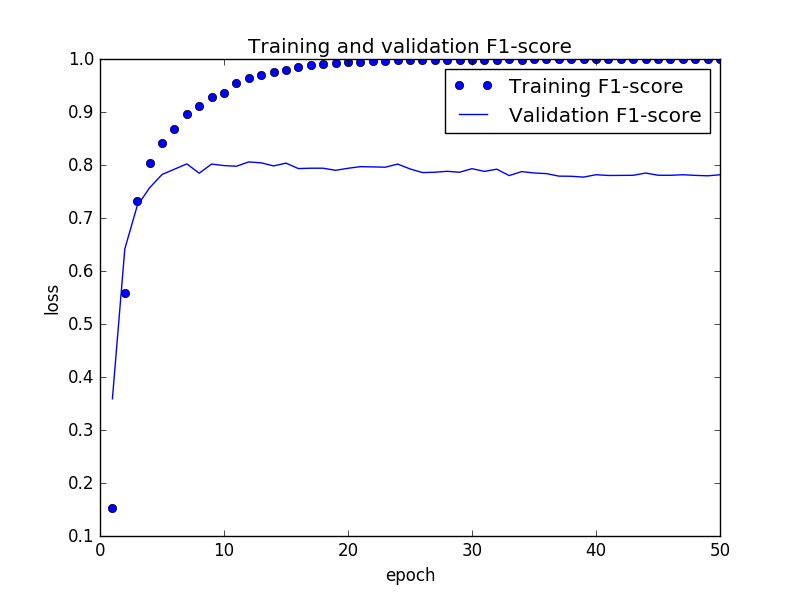 Training and validation F1-score
1.0
0.9
0.8
0.7
0.6
0.5
0.4
0.3
0.2
0.1
loss
Training F1-score
Validation F1-score
0 10 20 30 40 50
epoch